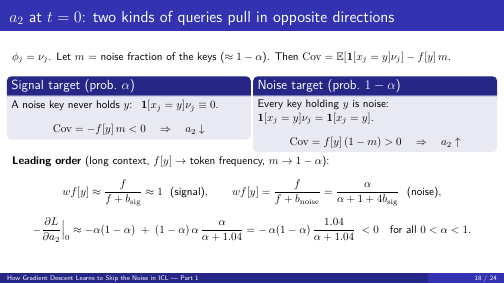 a₂ at t = 0: two kinds of queries pull in opposite directions
ϕⱼ = νⱼ. Let m = noise fraction of the keys (≈ 1 − α). Then Cov = 𝔼[𝟏[xⱼ = y]νⱼ] − f[y] m.
Signal target (prob. α)
A noise key never holds y: 𝟏[xⱼ = y]νⱼ ≡ 0.
Cov = −f[y] m < 0 ⇒ a₂ ↓
Noise target (prob. 1 − α)
Every key holding y is noise:
𝟏[xⱼ = y]νⱼ = 𝟏[xⱼ = y].
Cov = f[y] (1 − m) > 0 ⇒ a₂ ↑
Leading order (long context, f[y] → token frequency, m → 1 − α):
wf[y] ≈ f / (f + b_sig) ≈ 1 (signal), wf[y] = f / (f + b_noise) = α / (α + 1 + 4b_sig) (noise),
−∂L/∂a₂|₀ ≈ −α(1 − α) + (1 − α) α α / (α + 1.04) = − α(1 − α) 1.04 / (α + 1.04) < 0 for all 0 < α < 1.
How Gradient Descent Learns to Skip the Noise in ICL — Part 1
18 / 24